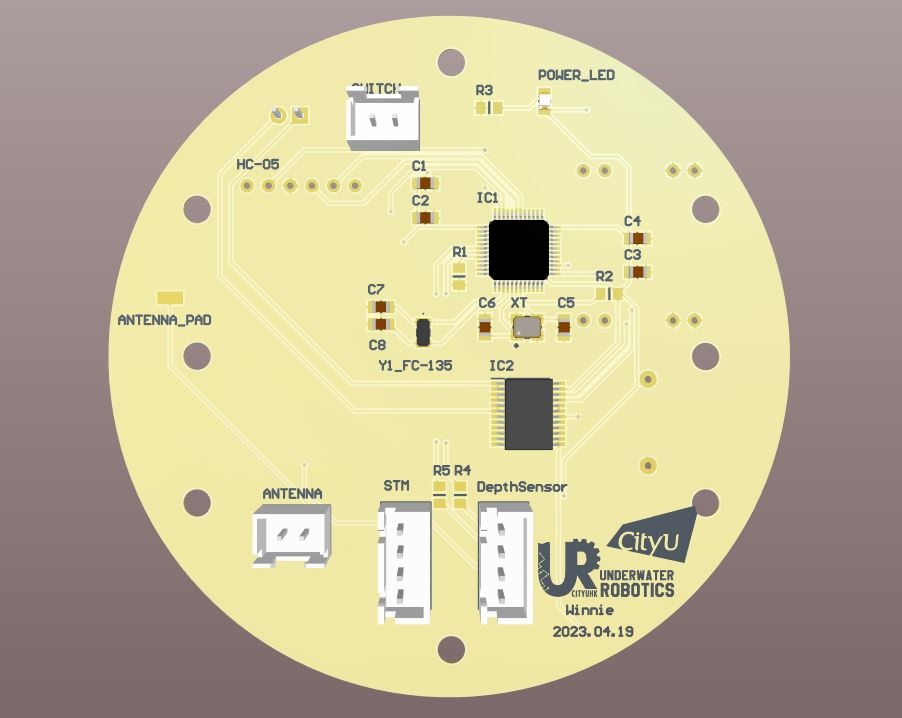 POWER_LED
SWITCH
R3
HC-05
C1
IC1
C2
C4
R1
C3
R2
C7
C6 XT C5
ANTENNA_PAD
C8
Y1_FC-135
IC2
R5 R4
STM
DepthSensor
ANTENNA
CityU
UR
CITYUHK
UNDERWATER
ROBOTICS
Winnie
2023.04.19